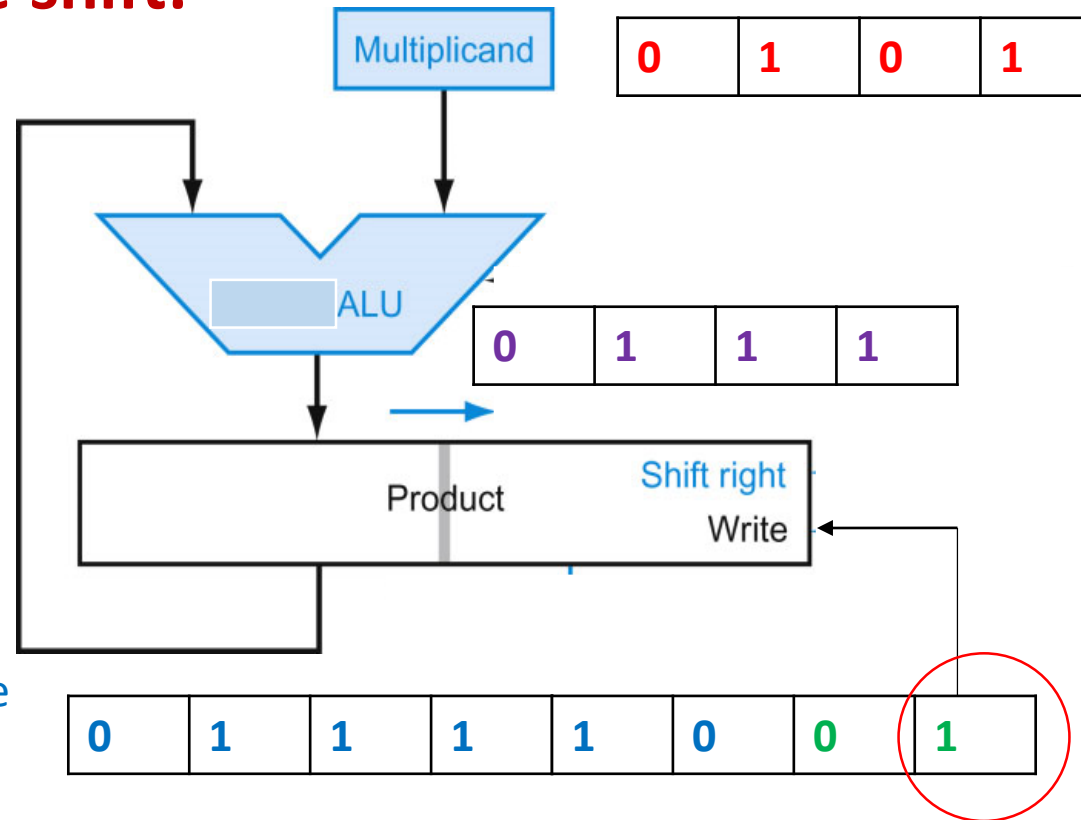 Multiplicand
0 1 0 1
ALU
0 1 1 1
Product
Shift right
Write
0 1 1 1 1 0 0 1